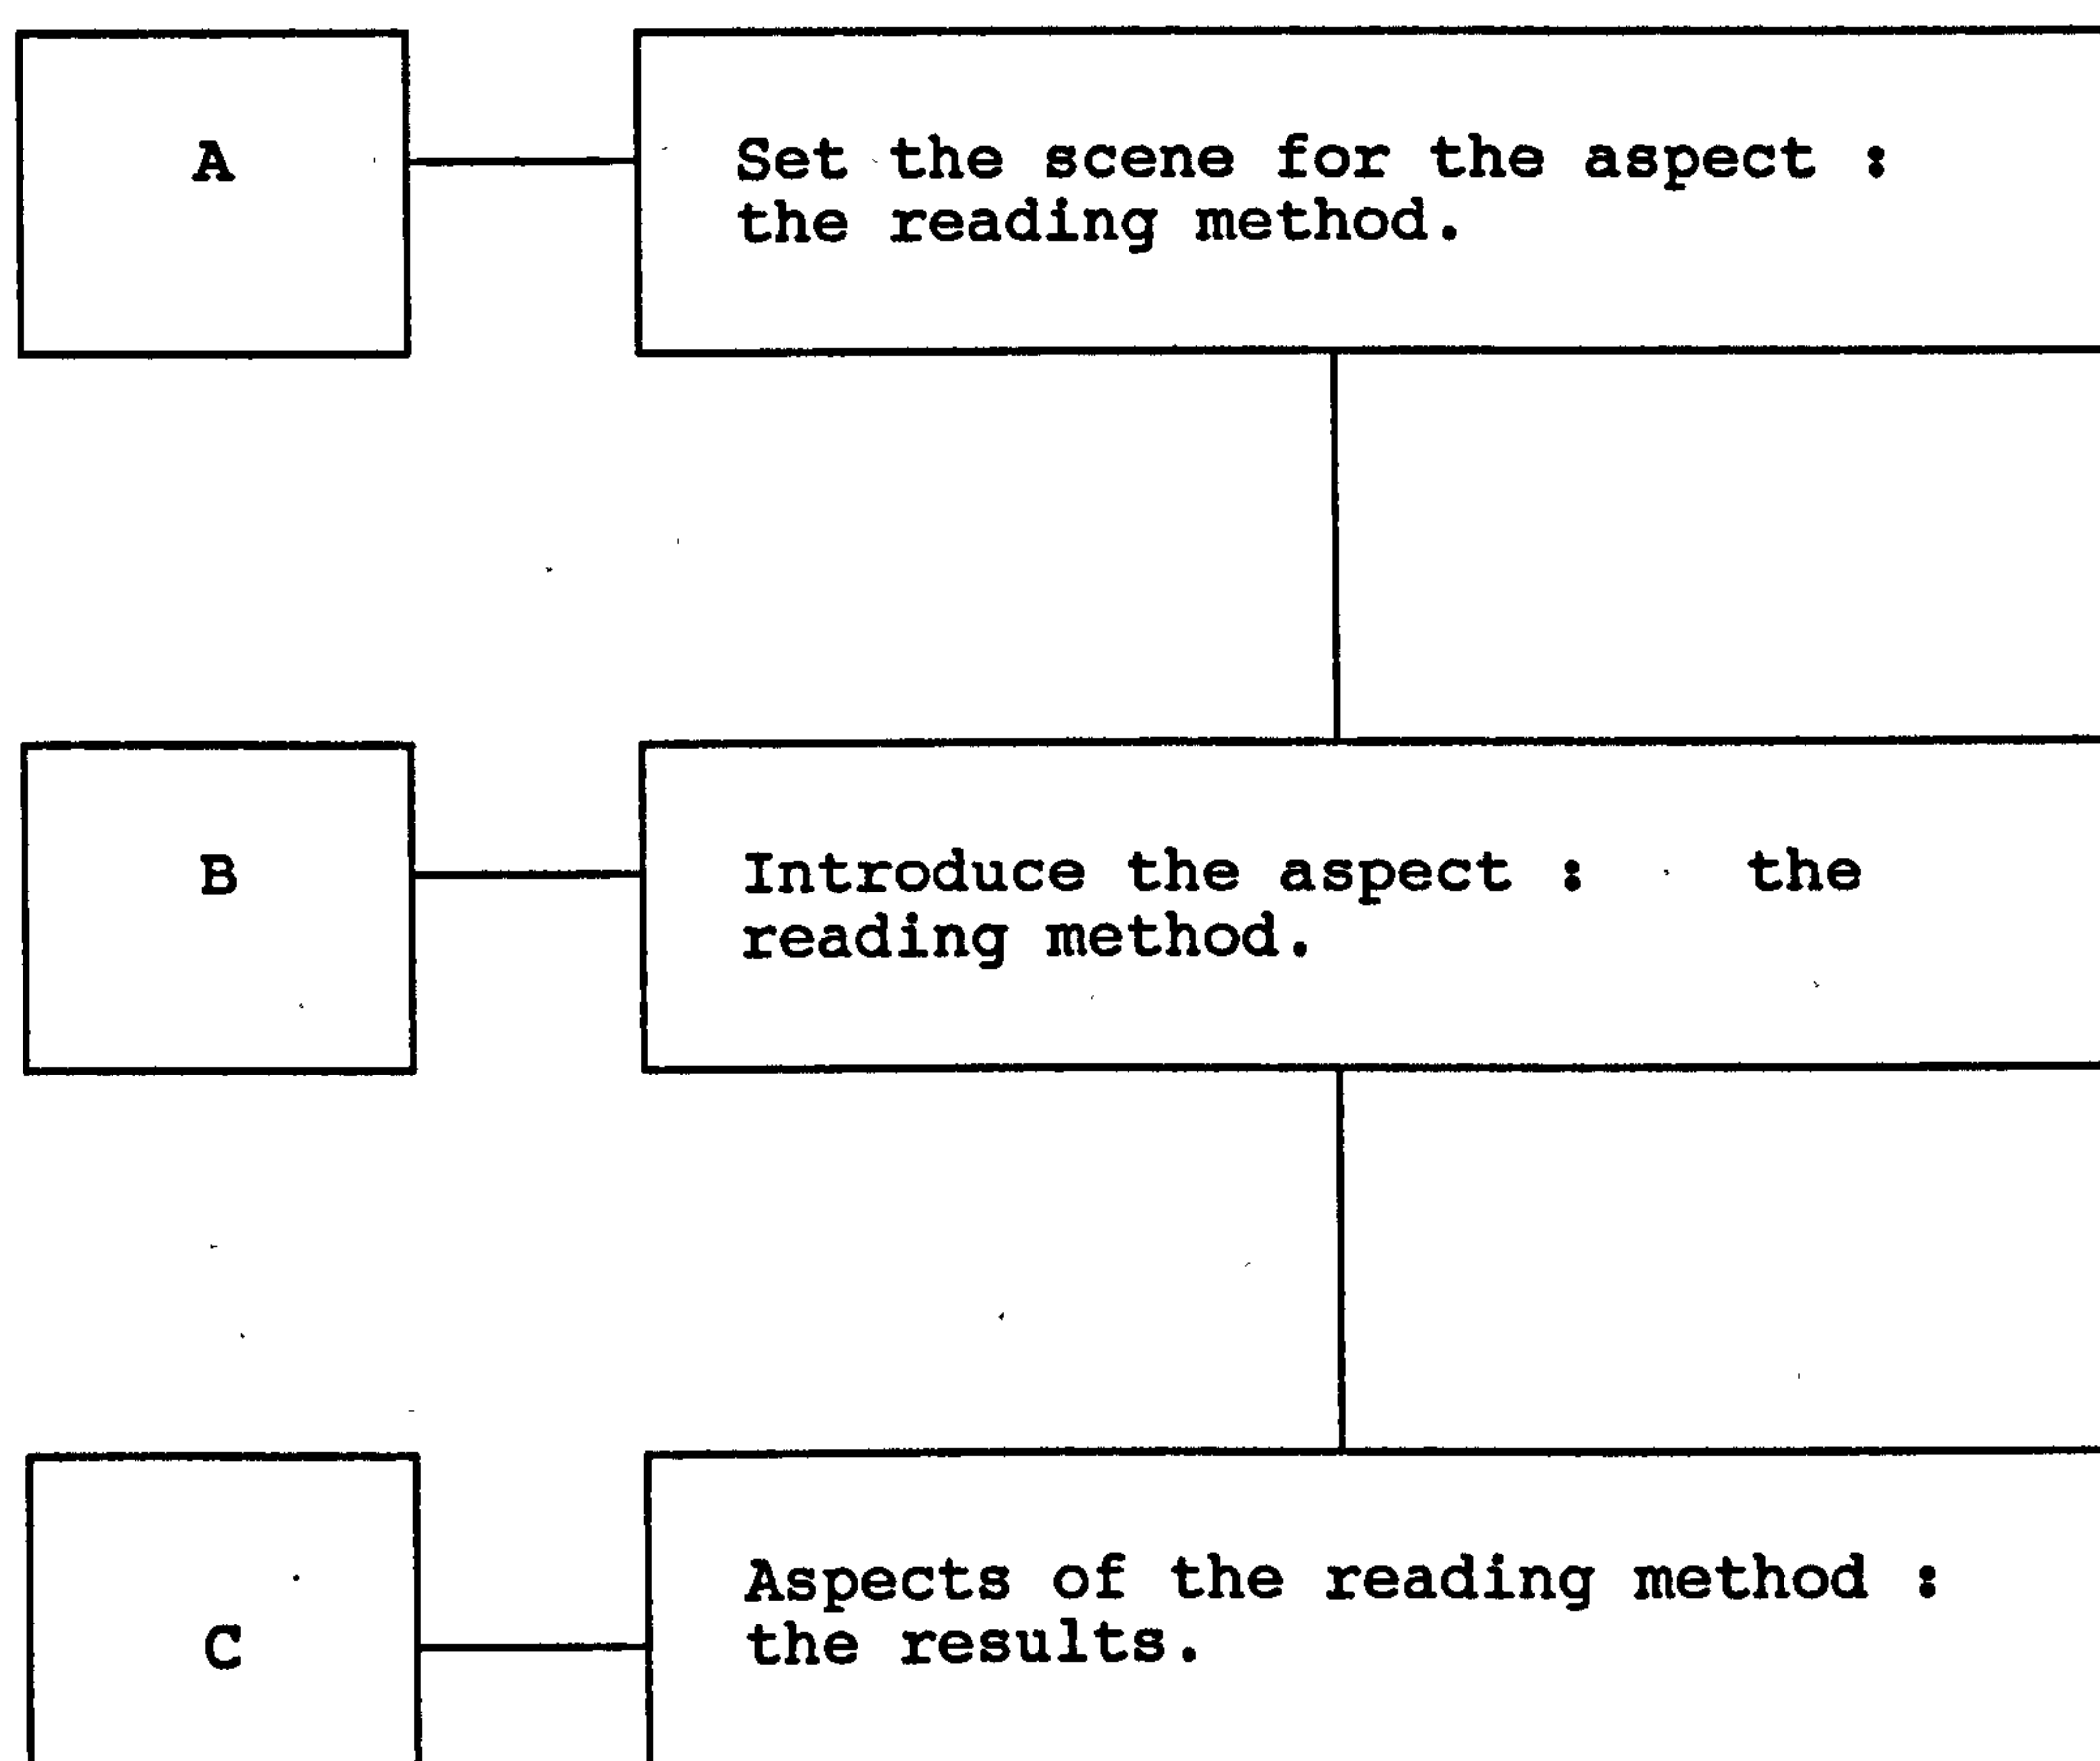 A
Set the scene for the aspect :
the reading method.
B
Introduce the aspect : the
reading method.
C
Aspects of the reading method :
the results.